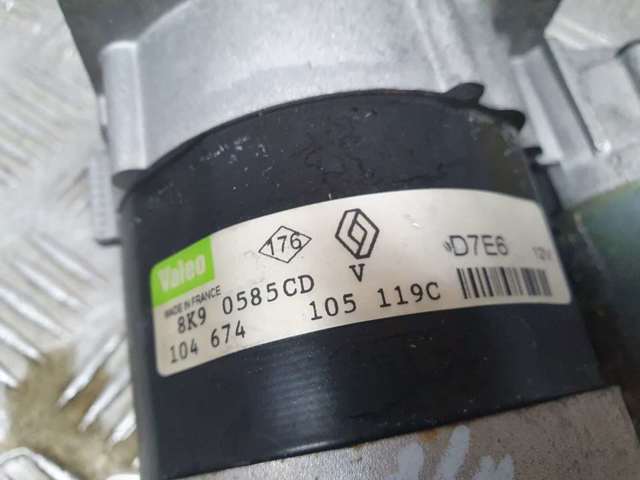 Valeo
MADE IN FRANCE
176
V
D7E6
12V
8K9 0585CD
104 674
105 119C